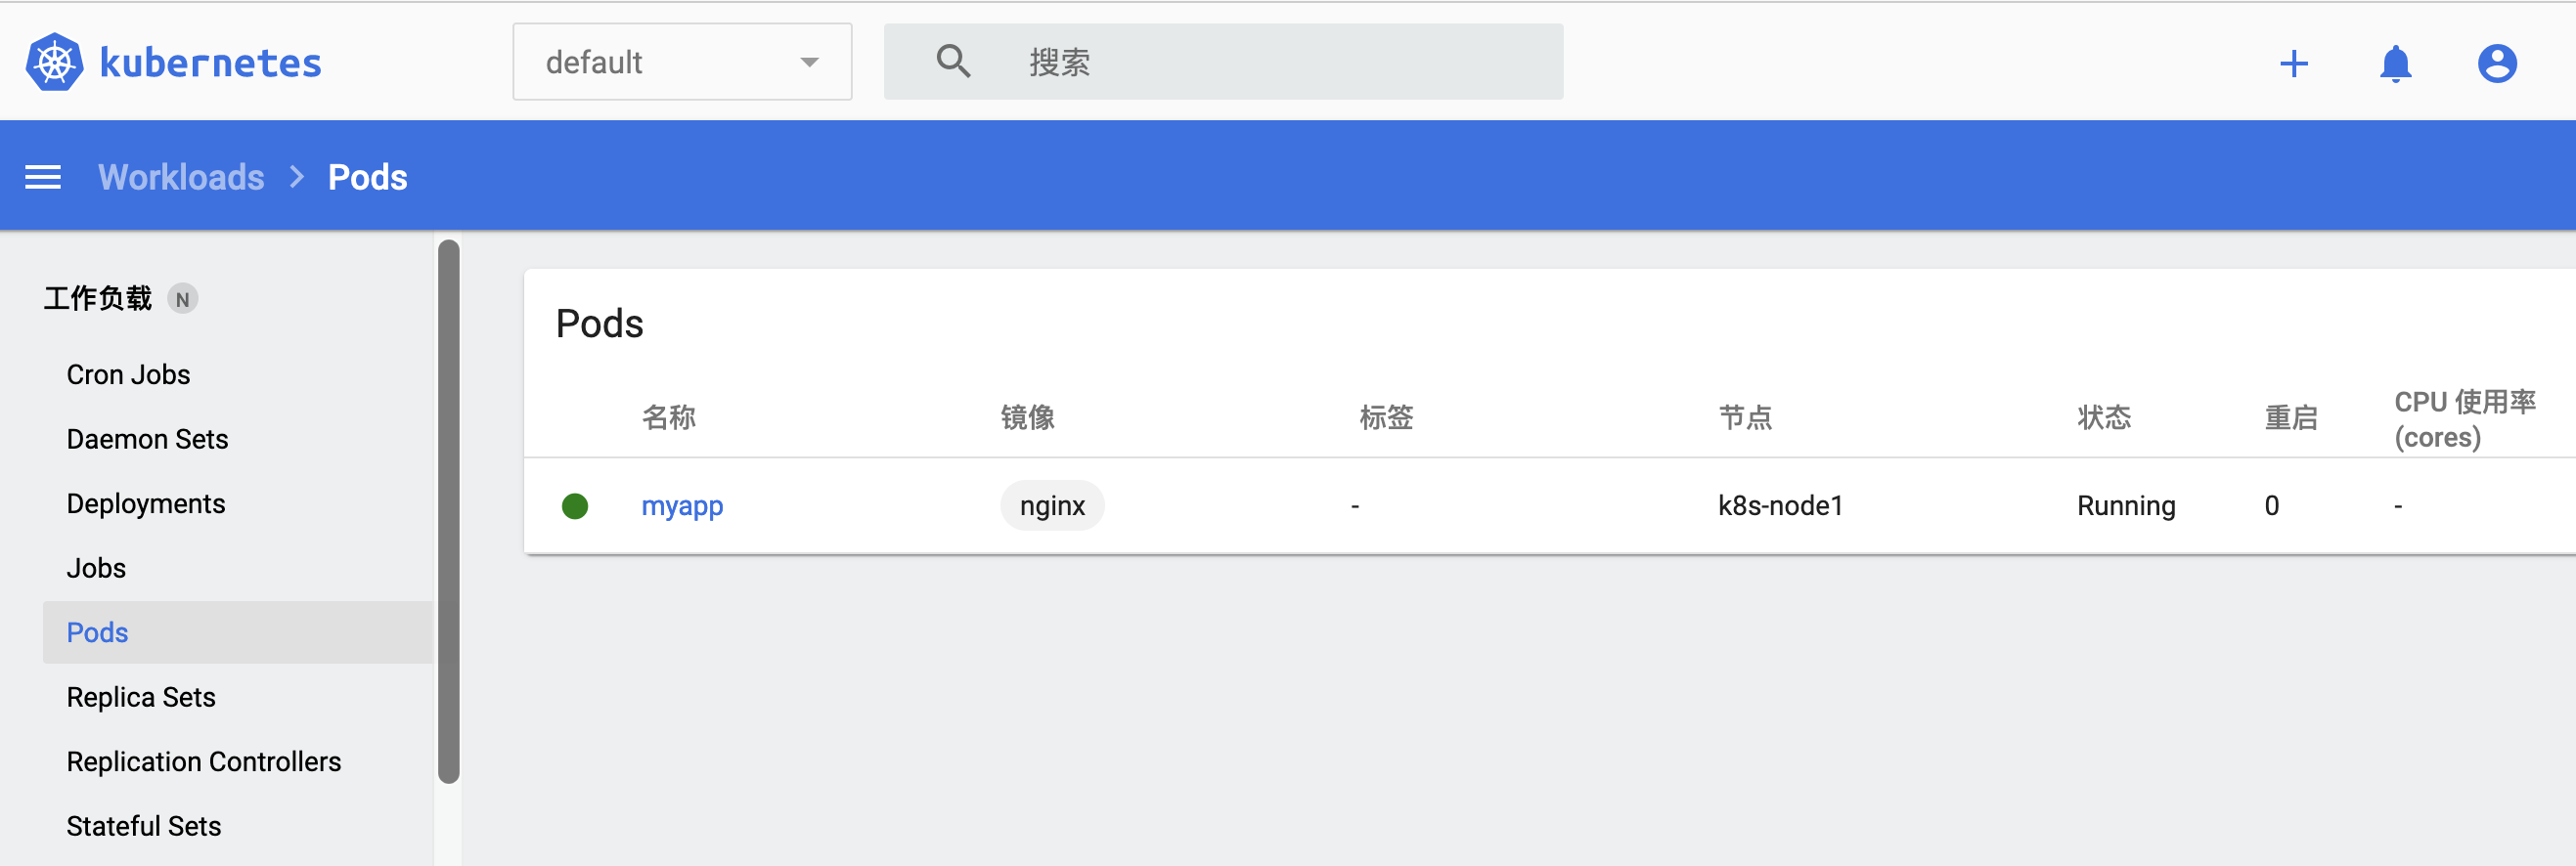 kubernetes
default
搜索
Workloads > Pods
工作负载 N
Cron Jobs
Daemon Sets
Deployments
Jobs
Pods
Replica Sets
Replication Controllers
Stateful Sets
Pods
名称 镜像 标签 节点 状态 重启 CPU 使用率
(cores)
myapp nginx - k8s-node1 Running 0 -